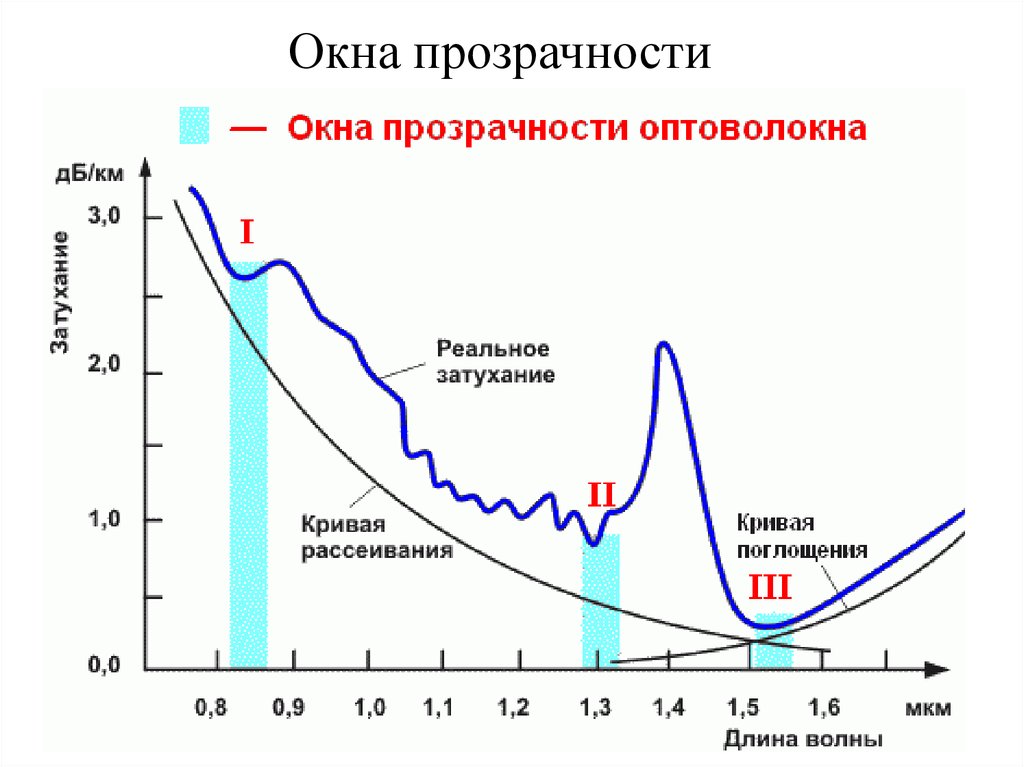 Окна прозрачности
— Окна прозрачности оптоволокна
дБ/км
3,0
2,0
1,0
0,0
Затухание
I
Реальное
затухание
II
Кривая
рассеивания
Кривая
поглощения
III
0,8 0,9 1,0 1,1 1,2 1,3 1,4 1,5 1,6 мкм
Длина волны